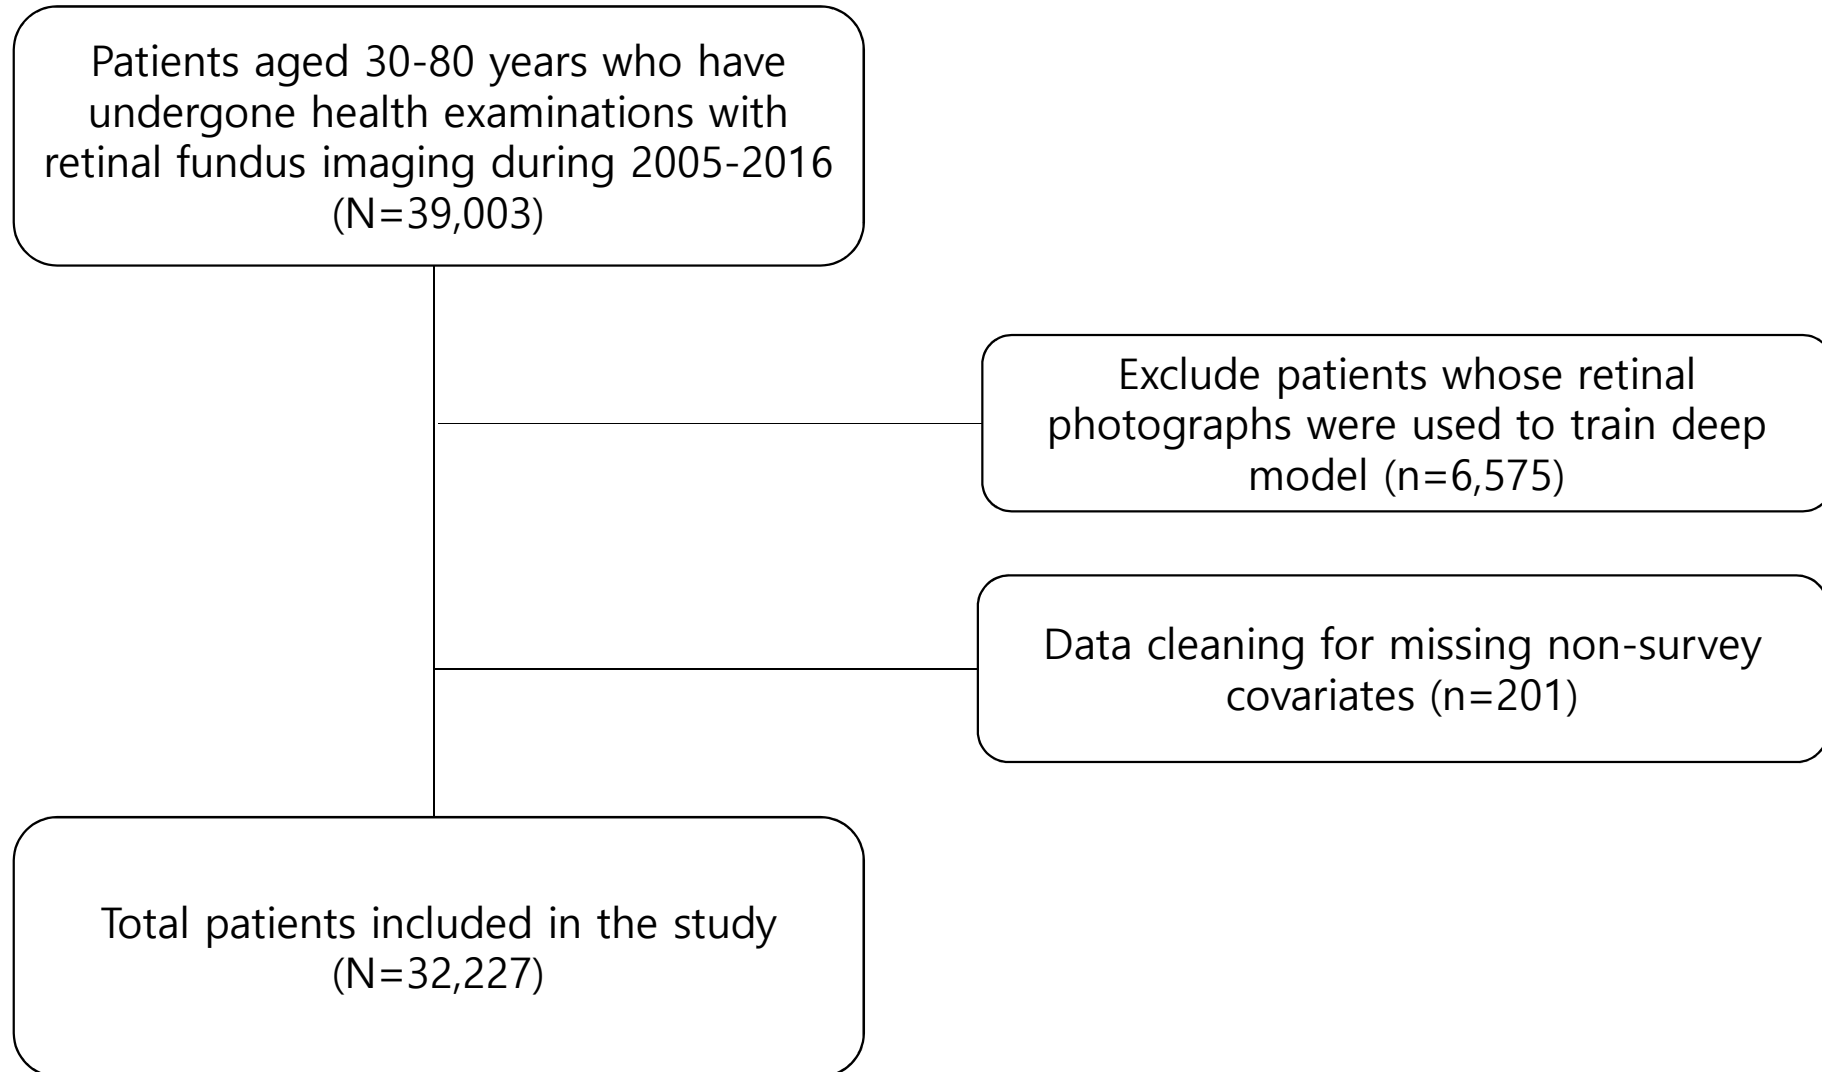 Patients aged 30-80 years who have
undergone health examinations with
retinal fundus imaging during 2005-2016
(N=39,003)
Exclude patients whose retinal
photographs were used to train deep
model (n=6,575)
Data cleaning for missing non-survey
covariates (n=201)
Total patients included in the study
(N=32,227)